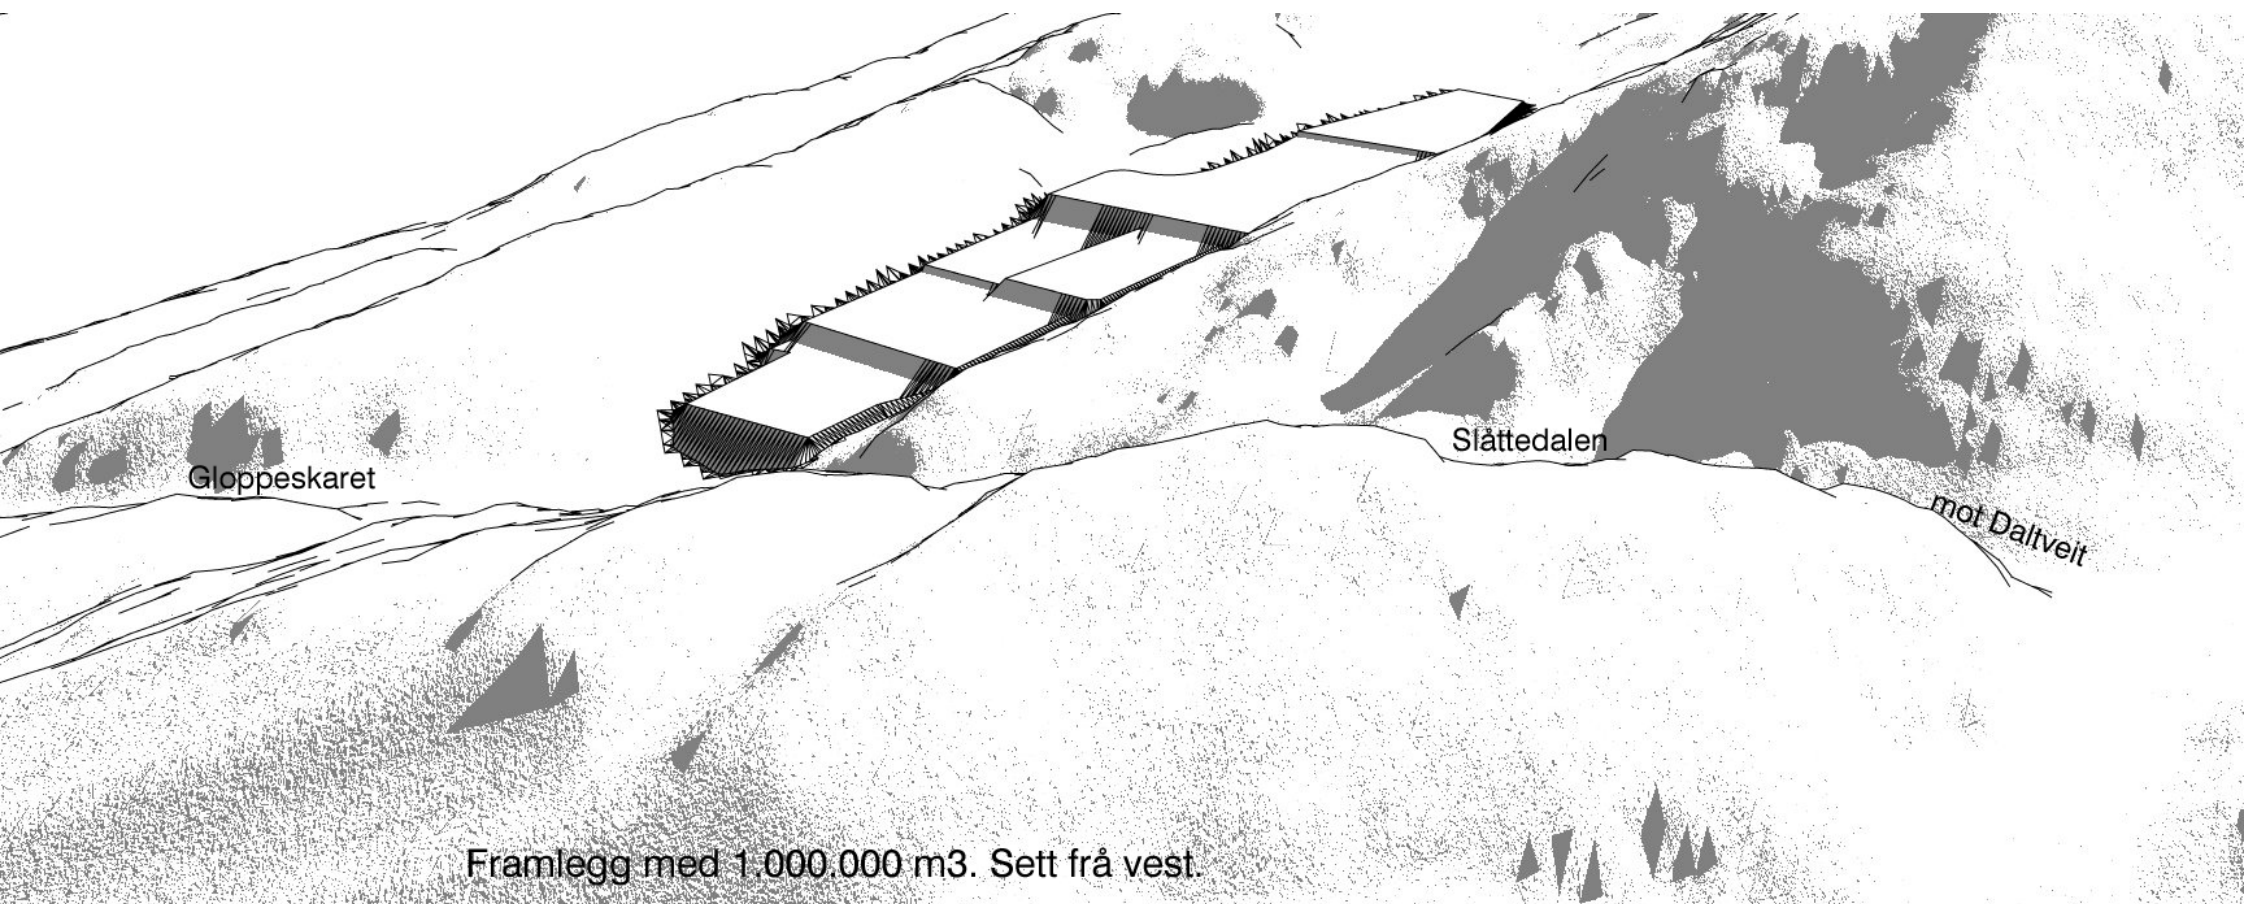 Slåttedalen
Gloppeskaret
mot Daltveit
Framlegg med 1.000.000 m3. Sett frå vest.